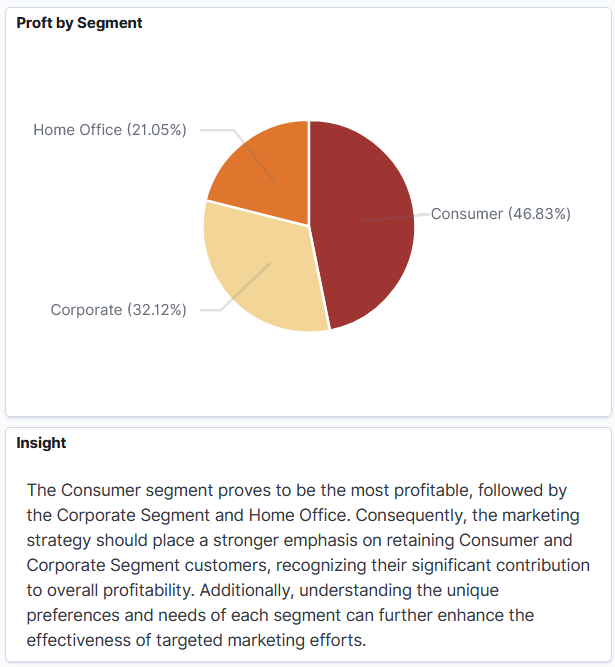 Proft by Segment
Home Office (21.05%)
Consumer (46.83%)
Corporate (32.12%)
Insight
The Consumer segment proves to be the most profitable, followed by
the Corporate Segment and Home Office. Consequently, the marketing
strategy should place a stronger emphasis on retaining Consumer and
Corporate Segment customers, recognizing their significant contribution
to overall profitability. Additionally, understanding the unique
preferences and needs of each segment can further enhance the
effectiveness of targeted marketing efforts.